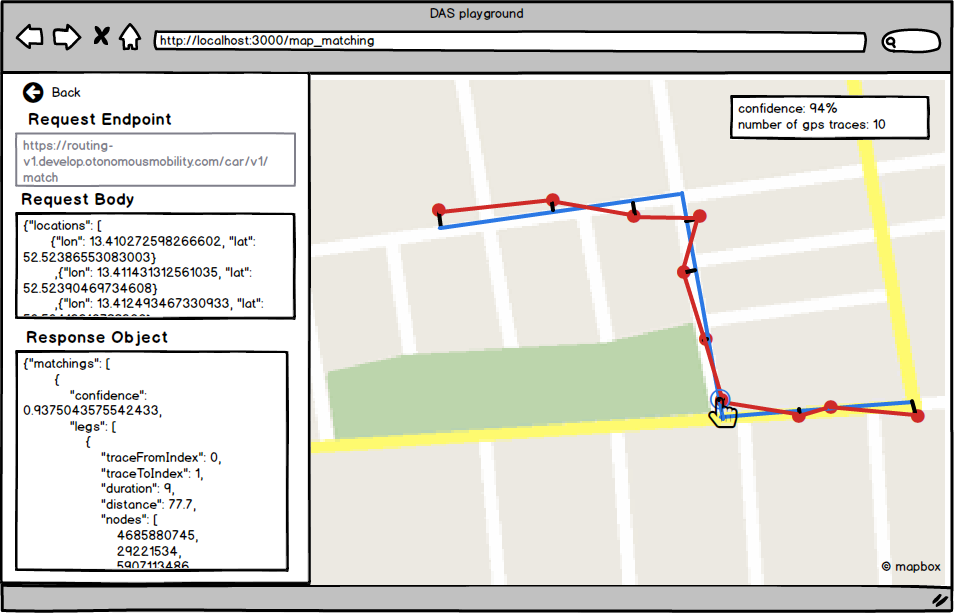 DAS playground
http://localhost:3000/map_matching
Back
Request Endpoint
https://routing-
v1.develop.otonomousmobility.com/car/v1/
match
Request Body
{"locations": [
{"lon": 13.410272598266602, "lat":
52.52386553083003}
,{"lon": 13.411431312561035, "lat":
52.52390469734608}
,{"lon": 13.412493467330933, "lat":
Response Object
{"matchings": [
{
"confidence":
0.9375043575542433,
"legs": [
{
"traceFromIndex": 0,
"traceToIndex": 1,
"duration": 9,
"distance": 77.7,
"nodes": [
4685880745,
29221534,
5907113486
confidence: 94%
number of gps traces: 10
© mapbox